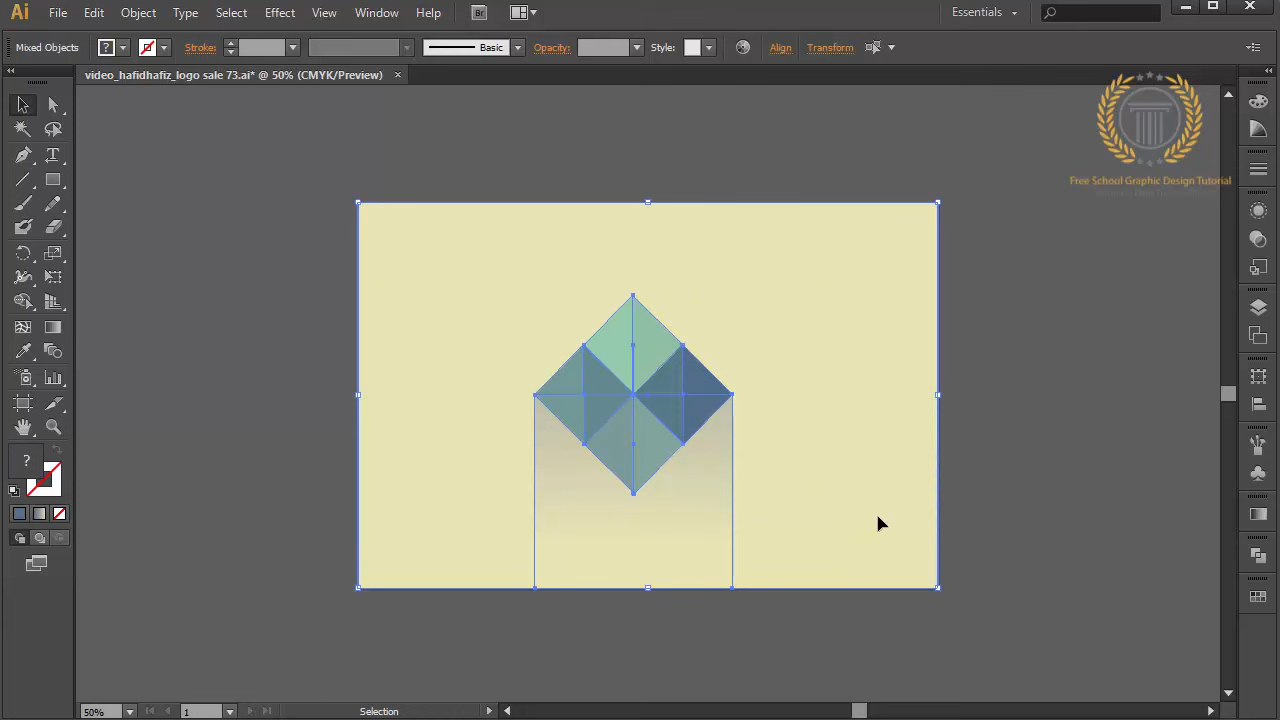 Ai File Edit Object Type Select Effect View Window Help Br Essentials
Mixed Objects ? Stroke: Basic Opacity: Style: Align Transform
video_hafidhafiz_logo sale 73.ai* @ 50% (CMYK/Preview) ×
Free School Graphic Design Tutorial
?
50% 1 Selection